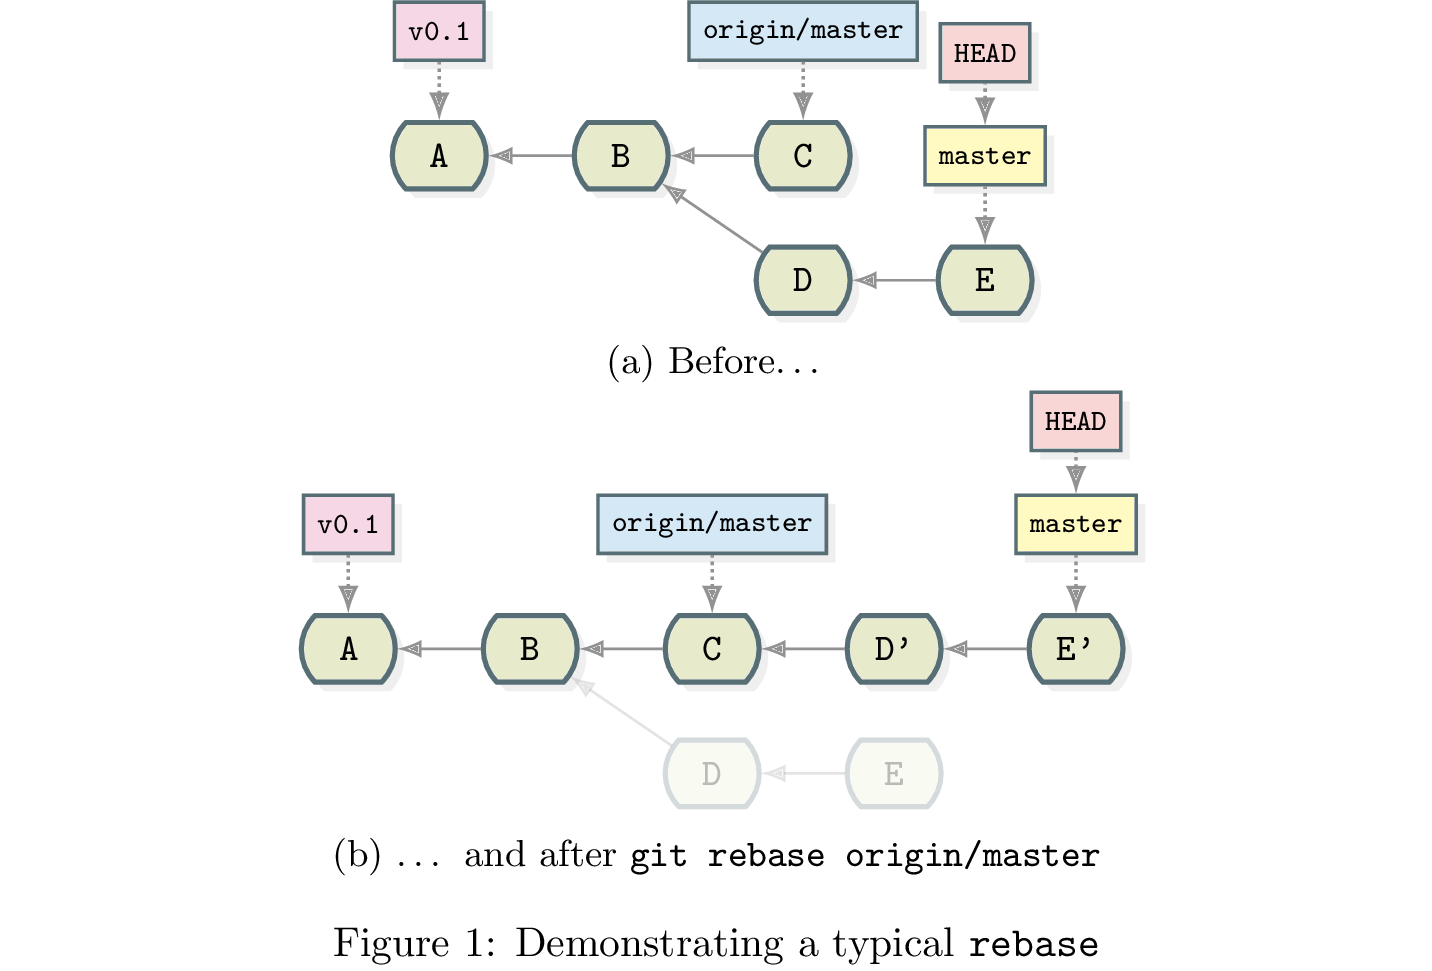 v0.1
origin/master
HEAD
A
B
C
master
D
E
(a) Before. . .
HEAD
v0.1
origin/master
master
A
B
C
D'
E'
D
E
(b) . . . and after git rebase origin/master
Figure 1: Demonstrating a typical rebase